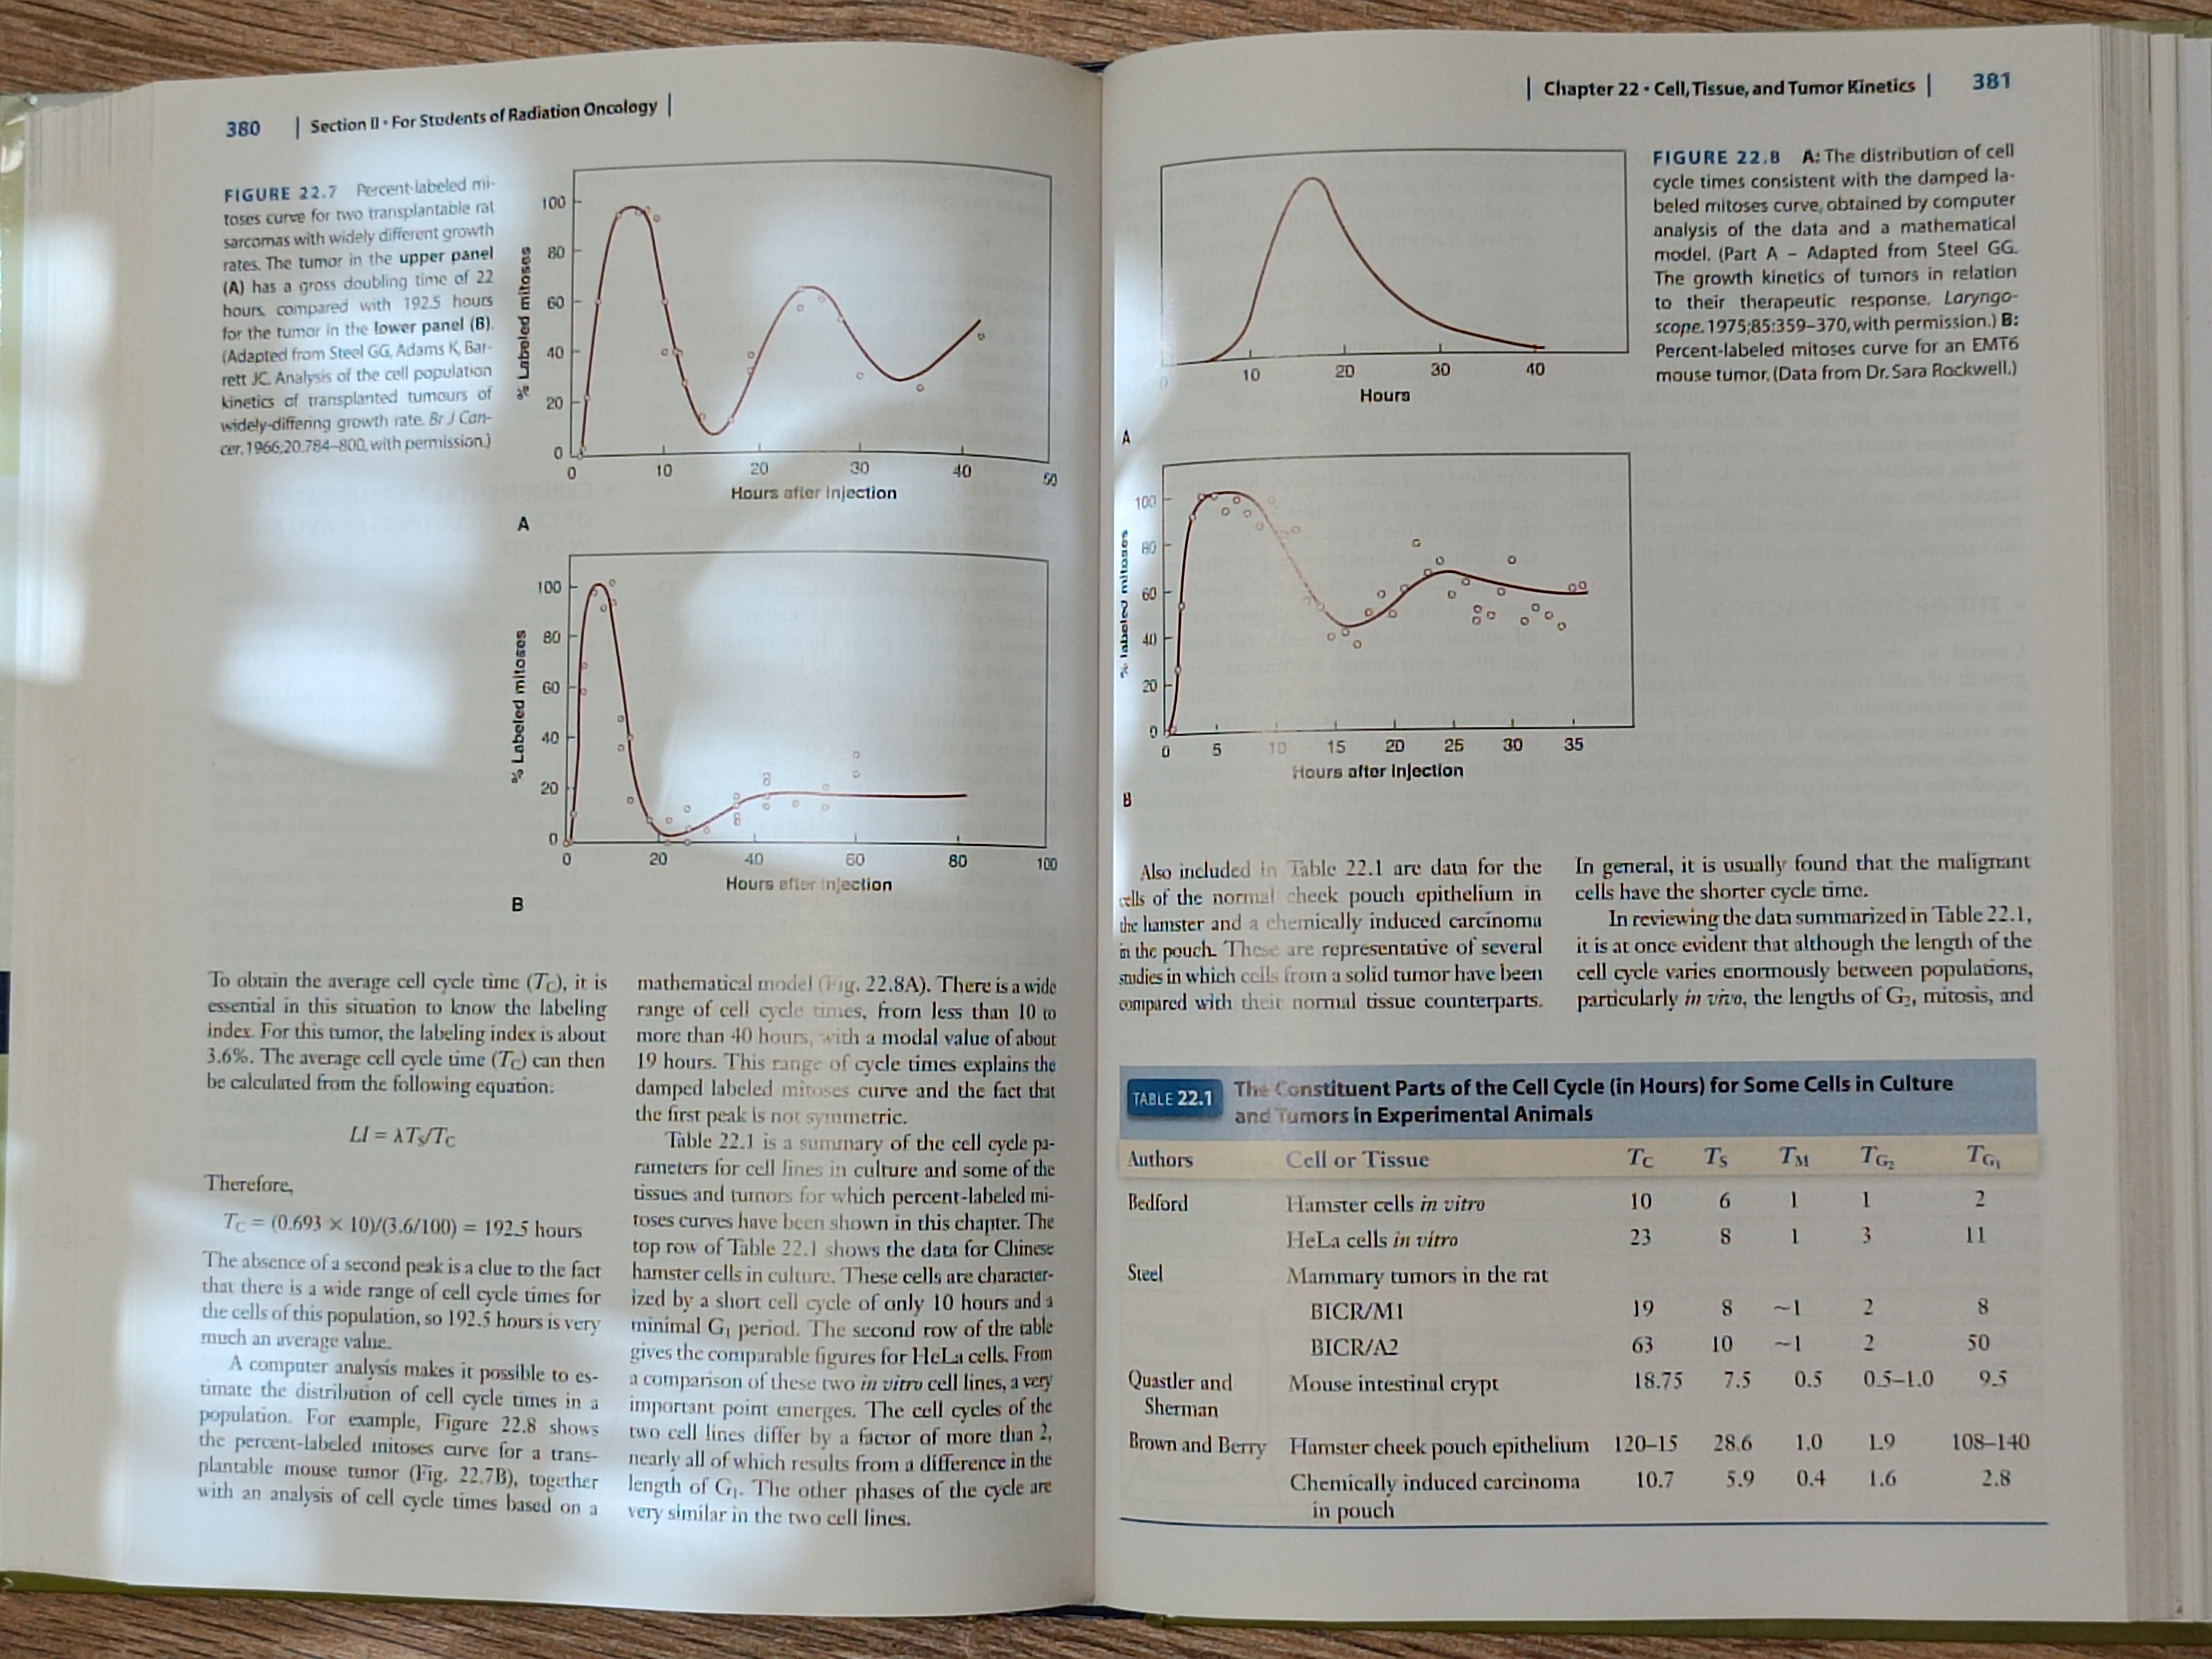 380 | Section II • For Students of Radiation Oncology |
FIGURE 22.7 Percent-labeled mi-
toses curve for two transplantable rat
sarcomas with widely different growth
rates. The tumor in the upper panel
(A) has a gross doubling time of 22
hours, compared with 192.5 hours
for the tumor in the lower panel (B).
(Adapted from Steel GG, Adams K, Bar-
rett JC. Analysis of the cell population
kinetics of transplanted tumours of
widely-differing growth rate. Br J Can-
cer. 1966;20:784–800, with permission.)
% Labeled mitoses
100
80
60
40
20
0
0 10 20 30 40 50
Hours after injection
A
% Labeled mitoses
100
80
60
40
20
0
0 20 40 60 80 100
Hours after injection
B
To obtain the average cell cycle time (TC), it is
essential in this situation to know the labeling
index. For this tumor, the labeling index is about
3.6%. The average cell cycle time (TC) can then
be calculated from the following equation:
LI = λTS/TC
Therefore,
TC = (0.693 × 10)/(3.6/100) = 192.5 hours
The absence of a second peak is a clue to the fact
that there is a wide range of cell cycle times for
the cells of this population, so 192.5 hours is very
much an average value.
A computer analysis makes it possible to es-
timate the distribution of cell cycle times in a
population. For example, Figure 22.8 shows
the percent-labeled mitoses curve for a trans-
plantable mouse tumor (Fig. 22.7B), together
with an analysis of cell cycle times based on a
mathematical model (Fig. 22.8A). There is a wide
range of cell cycle times, from less than 10 to
more than 40 hours, with a modal value of about
19 hours. This range of cycle times explains the
damped labeled mitoses curve and the fact that
the first peak is not symmetric.
Table 22.1 is a summary of the cell cycle pa-
rameters for cell lines in culture and some of the
tissues and tumors for which percent-labeled mi-
toses curves have been shown in this chapter. The
top row of Table 22.1 shows the data for Chinese
hamster cells in culture. These cells are character-
ized by a short cell cycle of only 10 hours and a
minimal G1 period. The second row of the table
gives the comparable figures for HeLa cells. From
a comparison of these two in vitro cell lines, a very
important point emerges. The cell cycles of the
two cell lines differ by a factor of more than 2,
nearly all of which results from a difference in the
length of G1. The other phases of the cycle are
very similar in the two cell lines.
| Chapter 22 • Cell, Tissue, and Tumor Kinetics | 381
0 10 20 30 40
Hours
A
FIGURE 22.8 A: The distribution of cell
cycle times consistent with the damped la-
beled mitoses curve, obtained by computer
analysis of the data and a mathematical
model. (Part A – Adapted from Steel GG.
The growth kinetics of tumors in relation
to their therapeutic response. Laryngo-
scope. 1975;85:359–370, with permission.) B:
Percent-labeled mitoses curve for an EMT6
mouse tumor. (Data from Dr. Sara Rockwell.)
% labeled mitoses
100
80
60
40
20
0
0 5 10 15 20 25 30 35
Hours after injection
B
Also included in Table 22.1 are data for the
cells of the normal cheek pouch epithelium in
the hamster and a chemically induced carcinoma
in the pouch. These are representative of several
studies in which cells from a solid tumor have been
compared with their normal tissue counterparts.
In general, it is usually found that the malignant
cells have the shorter cycle time.
In reviewing the data summarized in Table 22.1,
it is at once evident that although the length of the
cell cycle varies enormously between populations,
particularly in vivo, the lengths of G2, mitosis, and
TABLE 22.1 The Constituent Parts of the Cell Cycle (in Hours) for Some Cells in Culture
and Tumors in Experimental Animals
Authors Cell or Tissue TC TS TM TG2 TG1
Bedford Hamster cells in vitro 10 6 1 1 2
HeLa cells in vitro 23 8 1 3 11
Steel Mammary tumors in the rat
BICR/M1 19 8 ~1 2 8
BICR/A2 63 10 ~1 2 50
Quastler and Mouse intestinal crypt 18.75 7.5 0.5 0.5–1.0 9.5
Sherman
Brown and Berry Hamster cheek pouch epithelium 120–15 28.6 1.0 1.9 108–140
Chemically induced carcinoma 10.7 5.9 0.4 1.6 2.8
in pouch